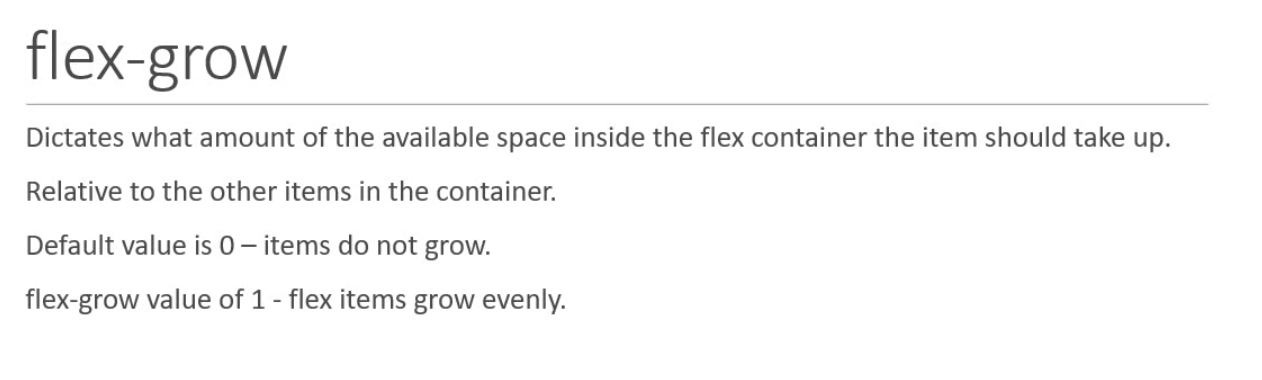 flex-grow
Dictates what amount of the available space inside the flex container the item should take up.
Relative to the other items in the container.
Default value is 0 – items do not grow.
flex-grow value of 1 - flex items grow evenly.